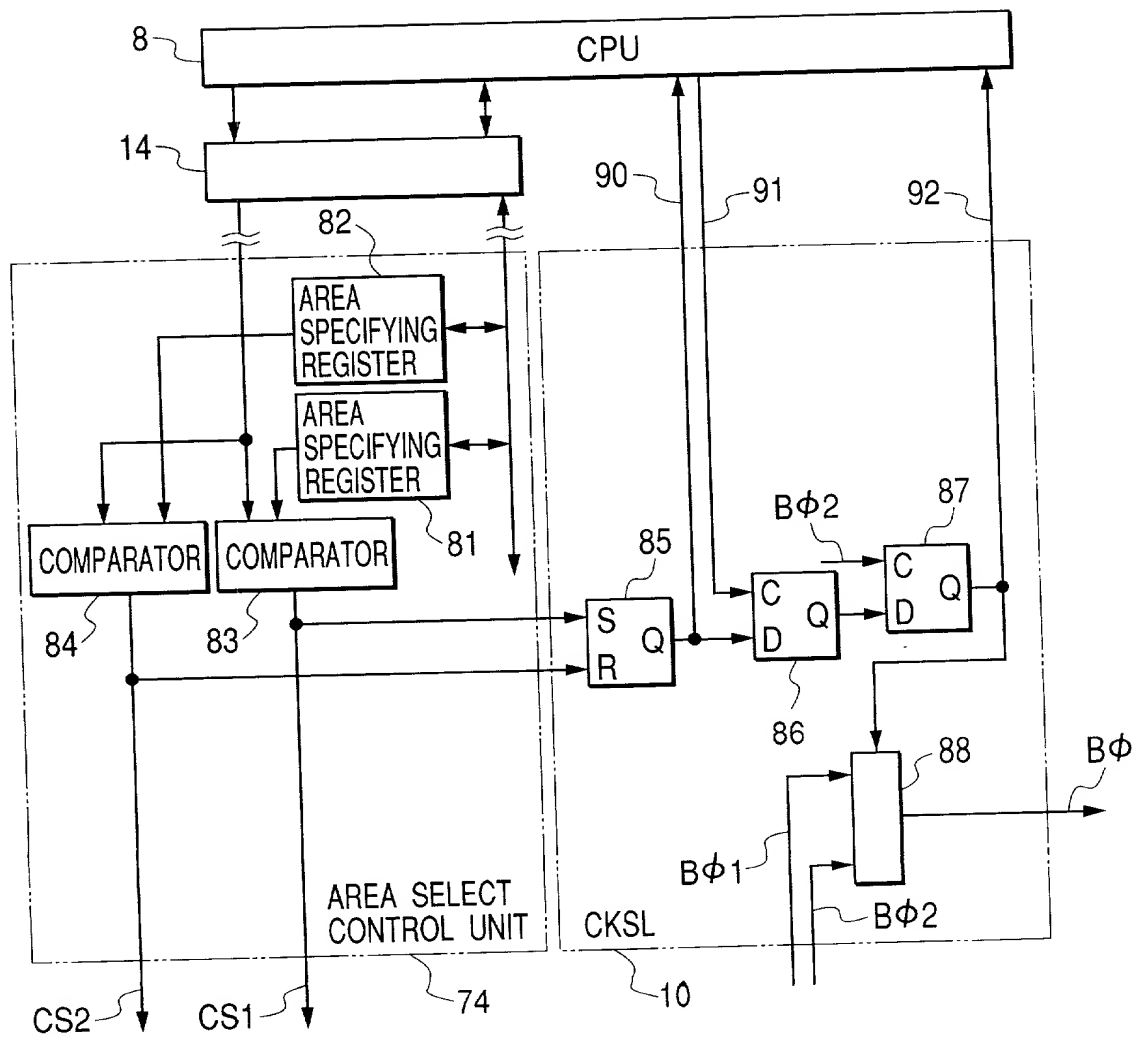 8
CPU
14
90
91
92
82
AREA
SPECIFYING
REGISTER
AREA
SPECIFYING
REGISTER
81
COMPARATOR
COMPARATOR
84
83
85
S
R
Q
BΦ2
87
C
D
Q
C
D
Q
86
88
BΦ
BΦ1
BΦ2
AREA SELECT
CONTROL UNIT
CKSL
74
10
CS2
CS1